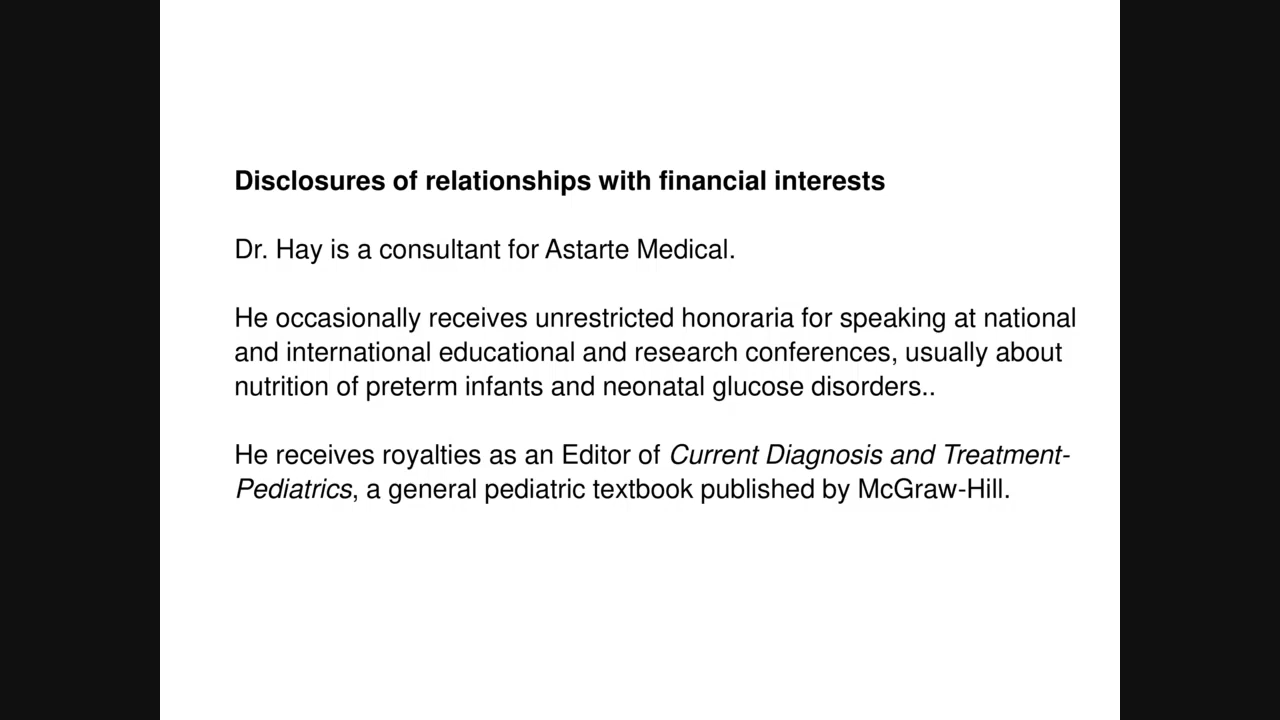 Disclosures of relationships with financial interests
Dr. Hay is a consultant for Astarte Medical.
He occasionally receives unrestricted honoraria for speaking at national
and international educational and research conferences, usually about
nutrition of preterm infants and neonatal glucose disorders..
He receives royalties as an Editor of Current Diagnosis and Treatment-
Pediatrics, a general pediatric textbook published by McGraw-Hill.